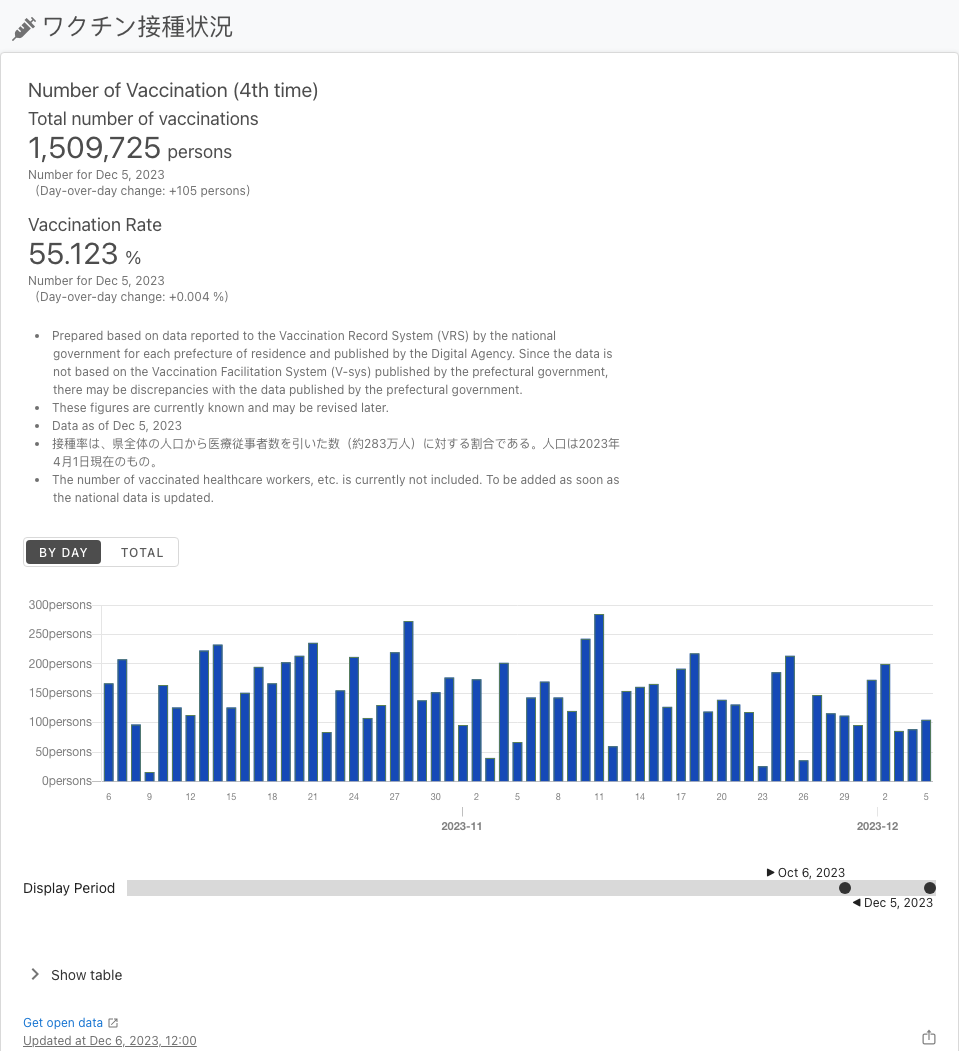 ワクチン接種状況
Number of Vaccination (4th time)
Total number of vaccinations
1,509,725 persons
Number for Dec 5, 2023
(Day-over-day change: +105 persons)
Vaccination Rate
55.123 %
Number for Dec 5, 2023
(Day-over-day change: +0.004 %)
• Prepared based on data reported to the Vaccination Record System (VRS) by the national
government for each prefecture of residence and published by the Digital Agency. Since the data is
not based on the Vaccination Facilitation System (V-sys) published by the prefectural government,
there may be discrepancies with the data published by the prefectural government.
• These figures are currently known and may be revised later.
• Data as of Dec 5, 2023
• 接種率は、県全体の人口から医療従事者数を引いた数（約283万人）に対する割合である。人口は2023年
4月1日現在のもの。
• The number of vaccinated healthcare workers, etc. is currently not included. To be added as soon as
the national data is updated.
BY DAY TOTAL
300persons
250persons
200persons
150persons
100persons
50persons
0persons
6 9 12 15 18 21 24 27 30 2 5 8 11 14 17 20 23 26 29 2 5
2023-11 2023-12
▶ Oct 6, 2023
Display Period
◀ Dec 5, 2023
Show table
Get open data
Updated at Dec 6, 2023, 12:00